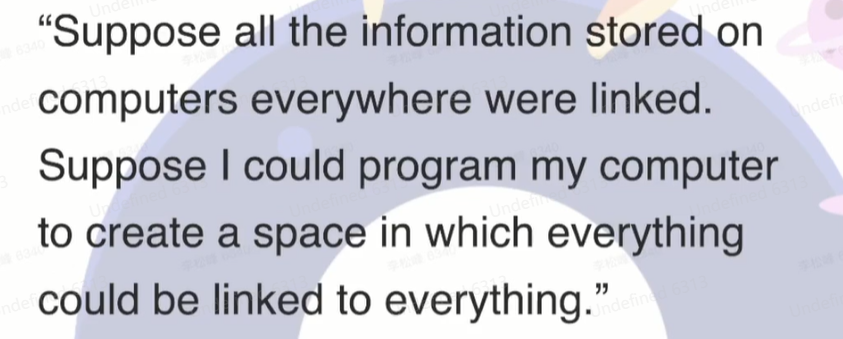 “Suppose all the information stored on
computers everywhere were linked.
Suppose I could program my computer
to create a space in which everything
could be linked to everything.”